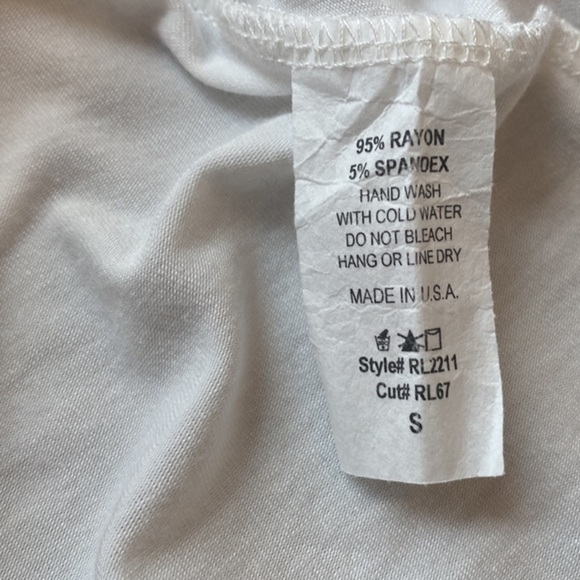 95% RAYON
5% SPANDEX
HAND WASH
WITH COLD WATER
DO NOT BLEACH
HANG OR LINE DRY
MADE IN U.S.A.
Style# RL2211
Cut# RL67
S